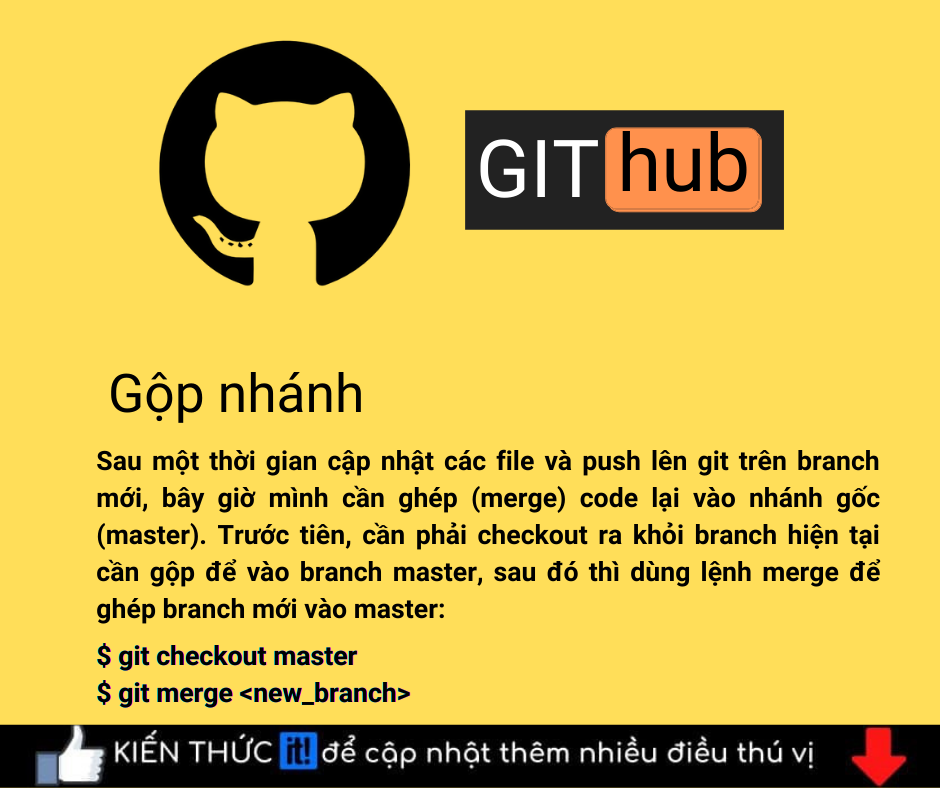 GIT hub
Gộp nhánh
Sau một thời gian cập nhật các file và push lên git trên branch
mới, bây giờ mình cần ghép (merge) code lại vào nhánh gốc
(master). Trước tiên, cần phải checkout ra khỏi branch hiện tại
cần gộp để vào branch master, sau đó thì dùng lệnh merge để
ghép branch mới vào master:
$ git checkout master
$ git merge <new_branch>
KIẾN THỨC it! để cập nhật thêm nhiều điều thú vị